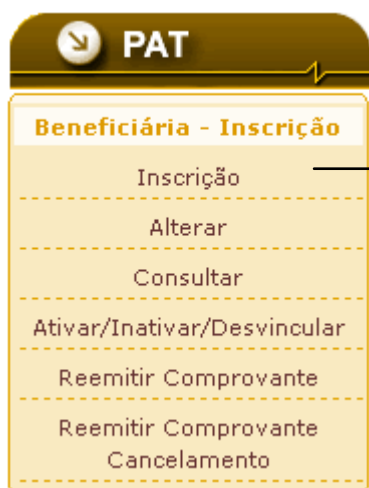 PAT
Beneficiária - Inscrição
Inscrição
Alterar
Consultar
Ativar/Inativar/Desvincular
Reemitir Comprovante
Reemitir Comprovante
Cancelamento